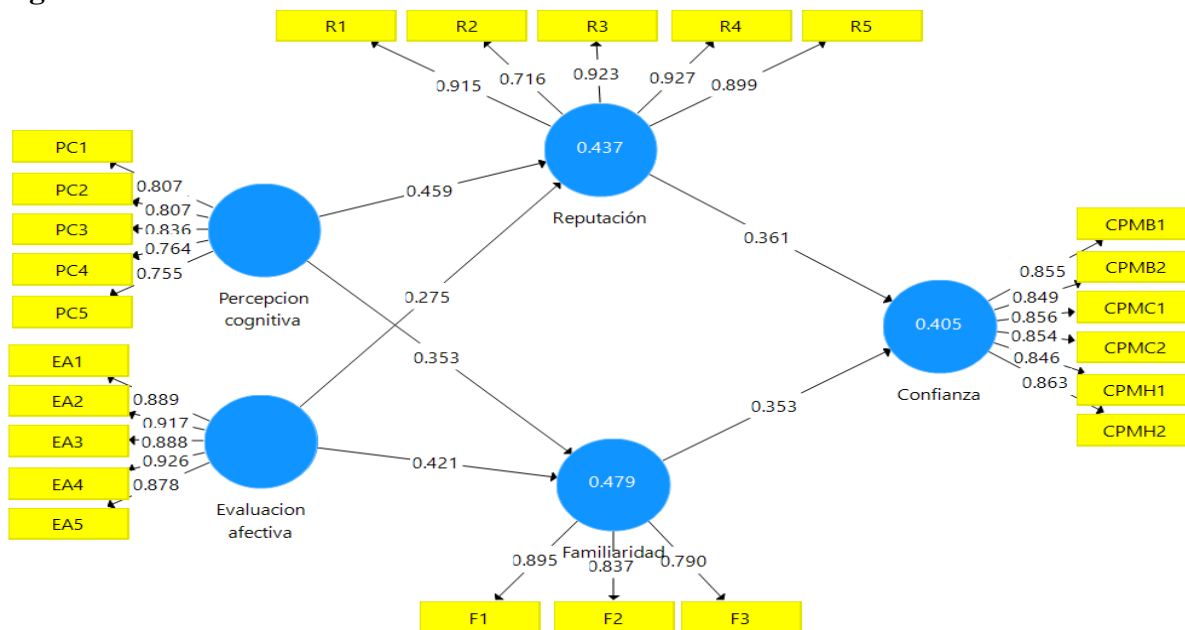 R1 R2 R3 R4 R5
0.915 0.716 0.923 0.927 0.899
PC1
PC2
PC3
PC4
PC5
0.807
0.807
0.836
0.764
0.755
Percepcion
cognitiva
0.459
0.275
0.353
0.437
Reputación
0.361
EA1
EA2
EA3
EA4
EA5
0.889
0.917
0.888
0.926
0.878
Evaluacion
afectiva
0.421
0.479
Familiaridad
0.353
0.895 0.837 0.790
F1 F2 F3
0.405
Confianza
0.855
0.849
0.856
0.854
0.846
0.863
CPMB1
CPMB2
CPMC1
CPMC2
CPMH1
CPMH2